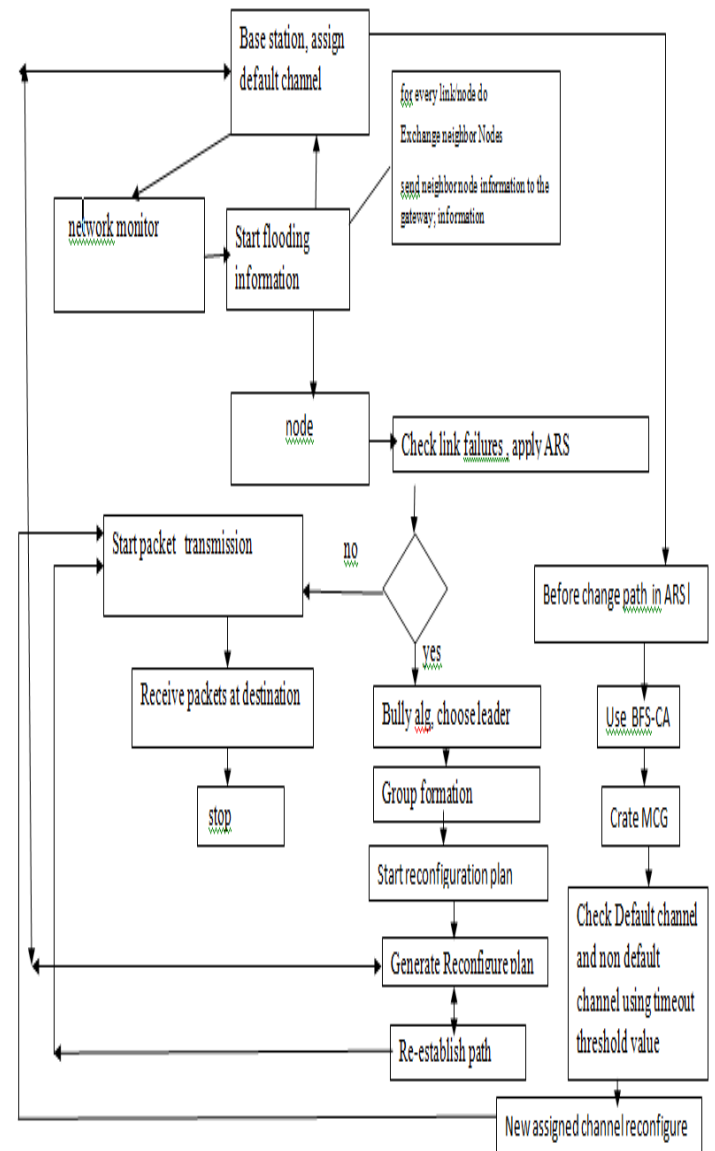 Base station, assign
default channel
for every link/node do
Exchange neighbor Nodes
send neighbor node information to the
gateway; information
network monitor
Start flooding
information
node
Check link failures , apply ARS
Start packet transmission
no
yes
Before change path in ARSl
Receive packets at destination
Bully alg, choose leader
Use BFS-CA
stop
Group formation
Crate MCG
Start reconfiguration plan
Check Default channel
and non default
channel using timeout
threshold value
Generate Reconfigure plan
Re-establish path
New assigned channel reconfigure